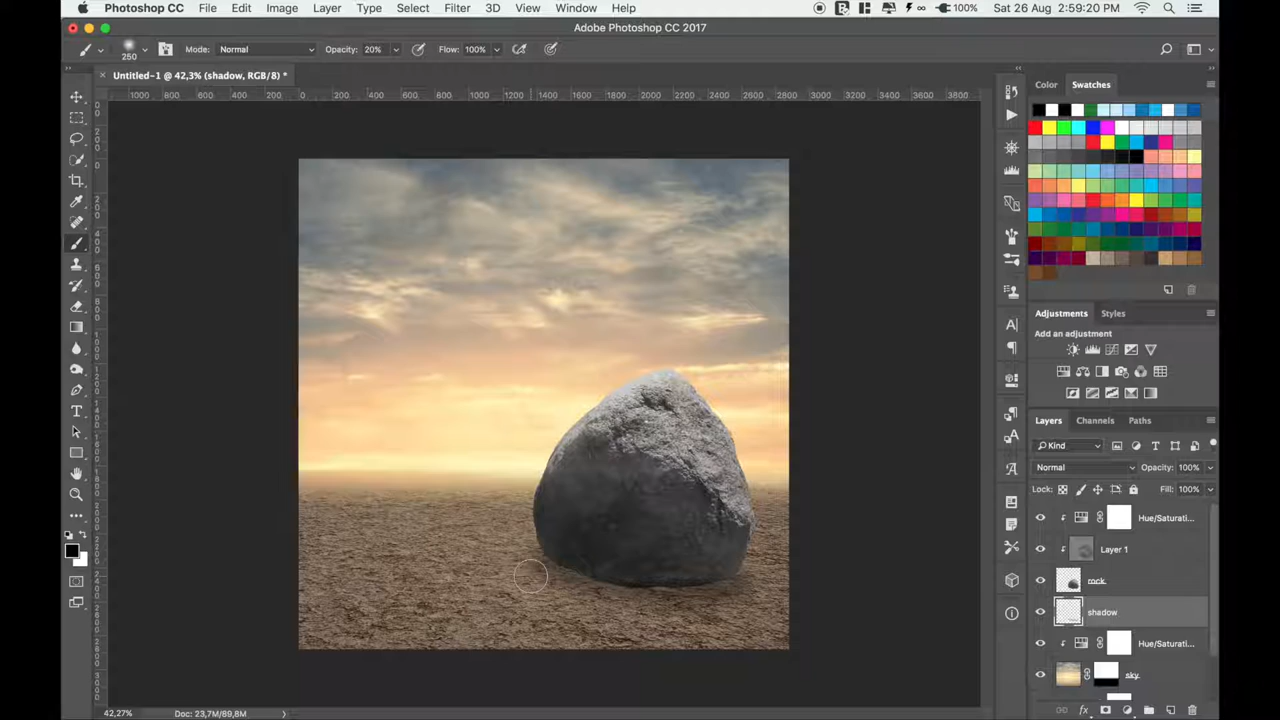 Photoshop CC File Edit Image Layer Type Select Filter 3D View Window Help 100% Sat 26 Aug 2:59:20 PM
Adobe Photoshop CC 2017
250 Mode: Normal Opacity: 20% Flow: 100%
Untitled-1 @ 42,3% (shadow, RGB/8) *
1000 800 600 400 200 0 200 400 600 800 1000 1200 1400 1600 1800 2000 2200 2400 2600 2800 3000 3200 3400 3600 3800
Color Swatches
Adjustments Styles
Add an adjustment
Layers Channels Paths
Kind
Normal Opacity: 100%
Lock: Fill: 100%
Hue/Saturati...
Layer 1
rock
shadow
Hue/Saturati...
sky
42,27% Doc: 23,7M/89,8M